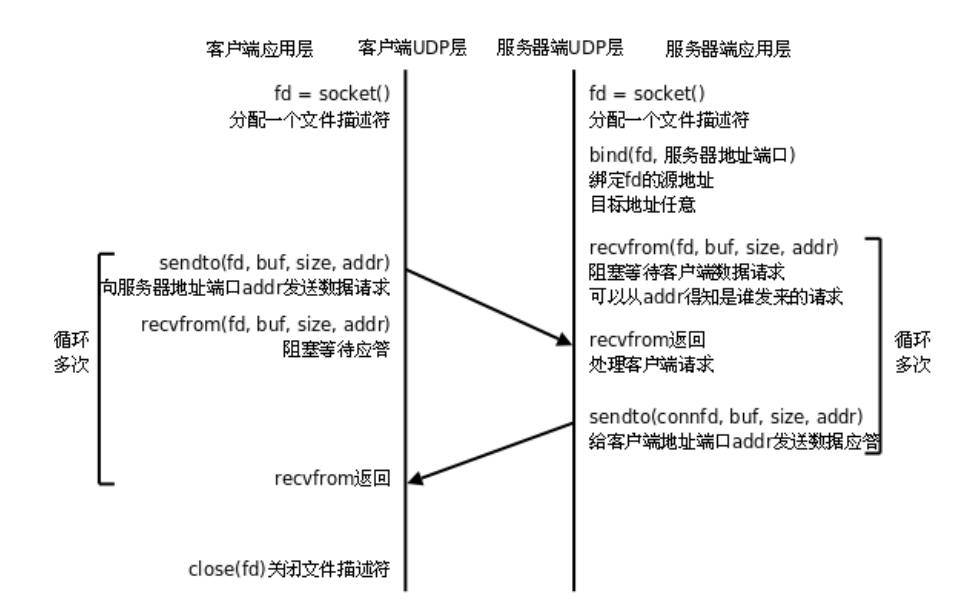 客户端应用层
客户端UDP层
服务器端UDP层
服务器端应用层
fd = socket()
分配一个文件描述符
fd = socket()
分配一个文件描述符
bind(fd, 服务器地址端口)
绑定fd的源地址
目标地址任意
循环
多次
sendto(fd, buf, size, addr)
向服务器地址端口addr发送数据请求
recvfrom(fd, buf, size, addr)
阻塞等待应答
recvfrom(fd, buf, size, addr)
阻塞等待客户端数据请求
可以从addr得知是谁发来的请求
recvfrom返回
处理客户端请求
sendto(connfd, buf, size, addr)
给客户端地址端口addr发送数据应答
循环
多次
recvfrom返回
close(fd)关闭文件描述符